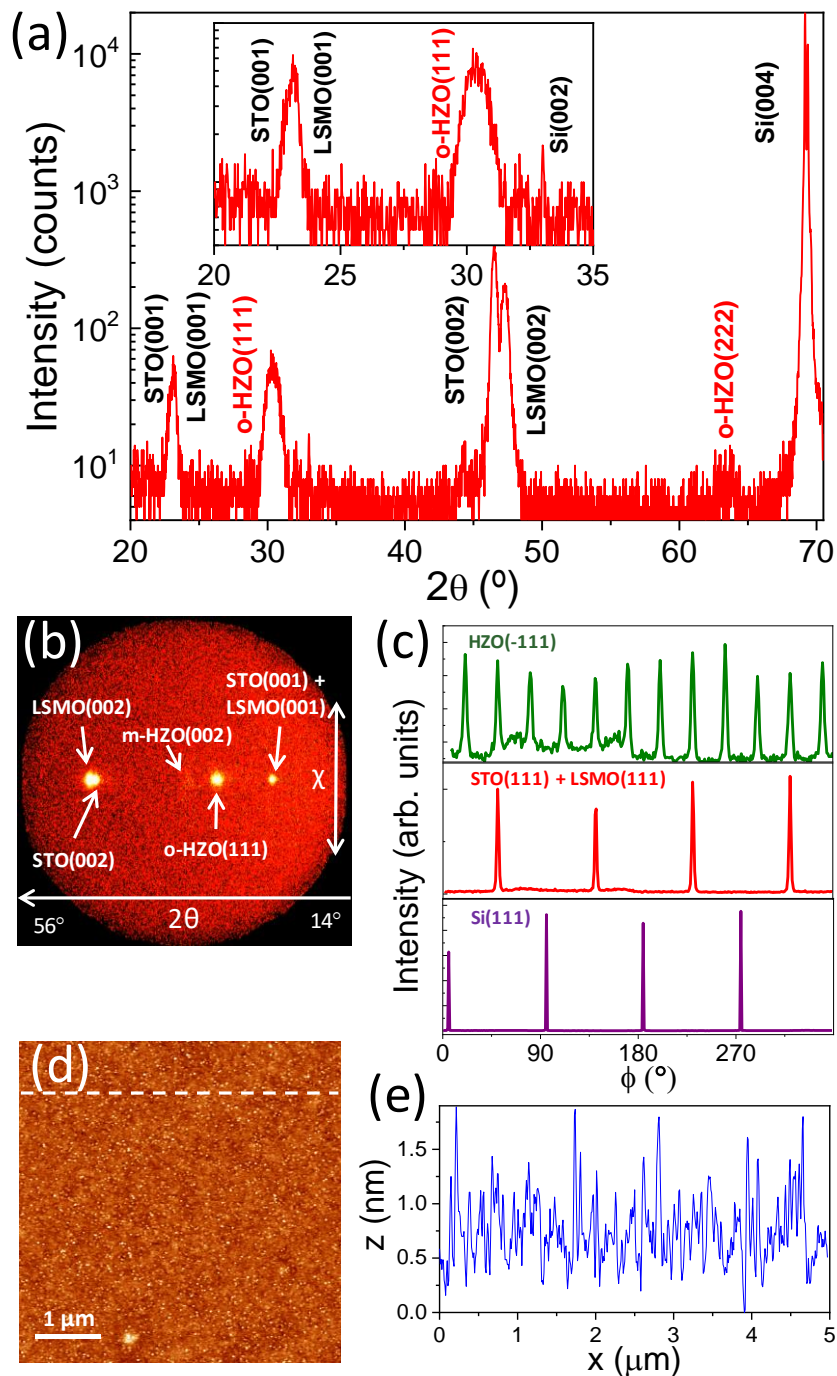 (a)
Intensity (counts)
10⁴
10³
10²
10¹
STO(001)
LSMO(001)
o-HZO(111)
Si(002)
20 25 30 35
STO(001)
LSMO(001)
o-HZO(111)
STO(002)
LSMO(002)
o-HZO(222)
Si(004)
20 30 40 50 60 70
2θ (º)
(b)
STO(001) +
LSMO(001)
LSMO(002)
m-HZO(002)
χ
STO(002)
o-HZO(111)
56° 2θ 14°
(c)
Intensity (arb. units)
HZO(-111)
STO(111) + LSMO(111)
Si(111)
0 90 180 270
ϕ (°)
(d)
1 µm
(e)
z (nm)
1.5
1.0
0.5
0.0
0 1 2 3 4 5
x (µm)